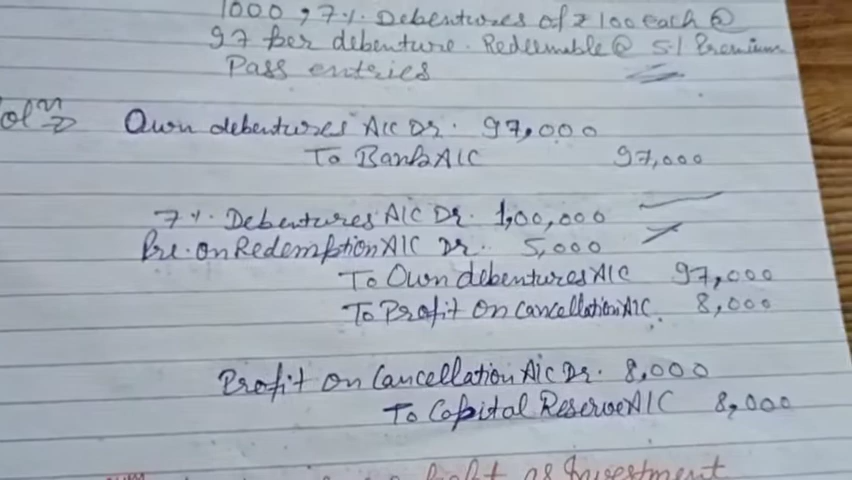 1000, 7% Debentures of ₹100 each @
97 per debenture. Redeemable @ 5% Premium
Pass entries
Solⁿ Own debentures A/C Dr. 97,000
To Bank A/C 97,000
7% Debentures A/C Dr. 1,00,000
Pre. on Redemption A/C Dr. 5,000
To Own debentures A/C 97,000
To Profit on Cancellation A/C. 8,000
Profit on Cancellation A/C Dr. 8,000
To Capital Reserve A/C 8,000
as Investment